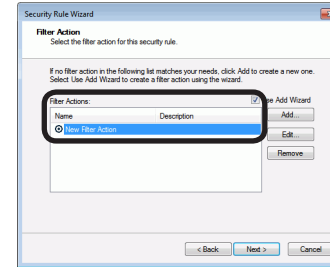 Security Rule Wizard
Filter Action
Select the filter action for this security rule.
If no filter action in the following list matches your needs, click Add to create a new one.
Select Use Add Wizard to create a filter action using the wizard.
Filter Actions:
se Add Wizard
Name Description
New Filter Action
Add...
Edit...
Remove
< Back Next > Cancel